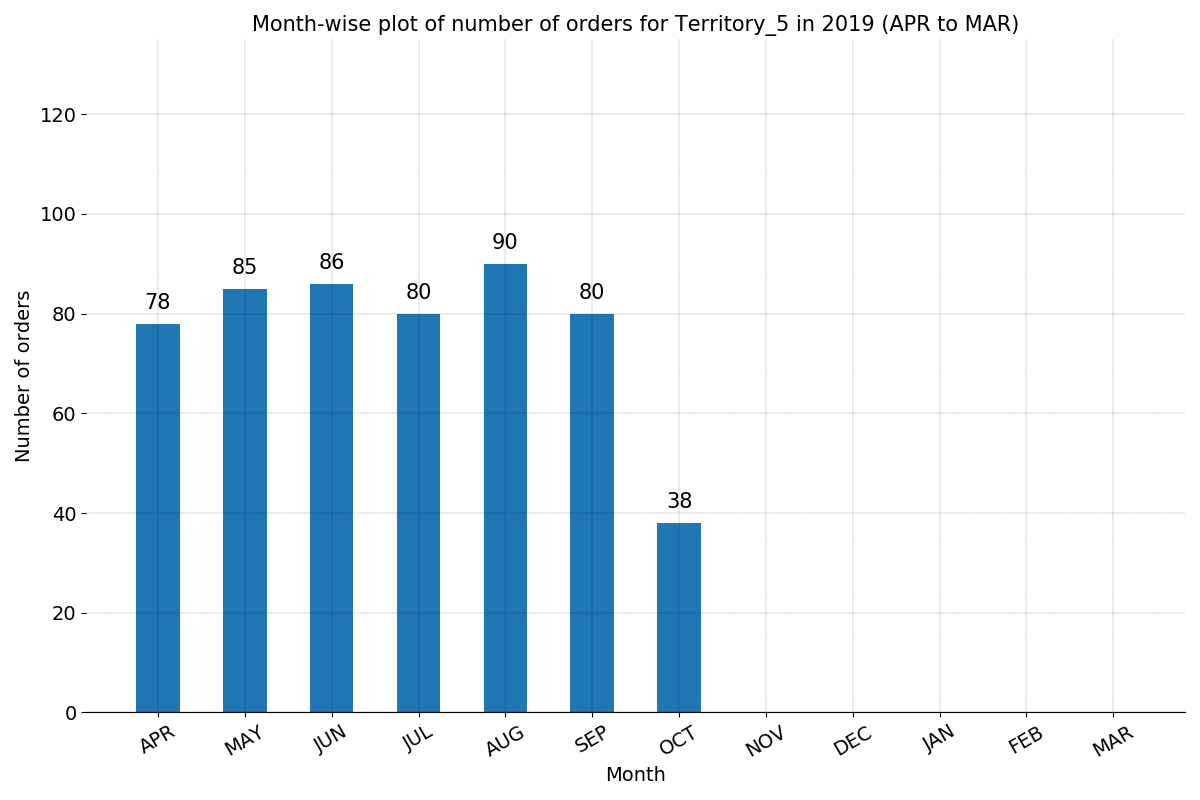 Month-wise plot of number of orders for Territory_5 in 2019 (APR to MAR)
120
100
80
60
40
20
0
Number of orders
78
85
86
80
90
80
38
APR
MAY
JUN
JUL
AUG
SEP
OCT
NOV
DEC
JAN
FEB
MAR
Month